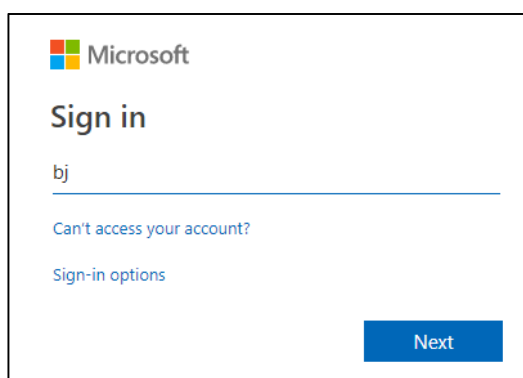 Microsoft
Sign in
bj
Can't access your account?
Sign-in options
Next